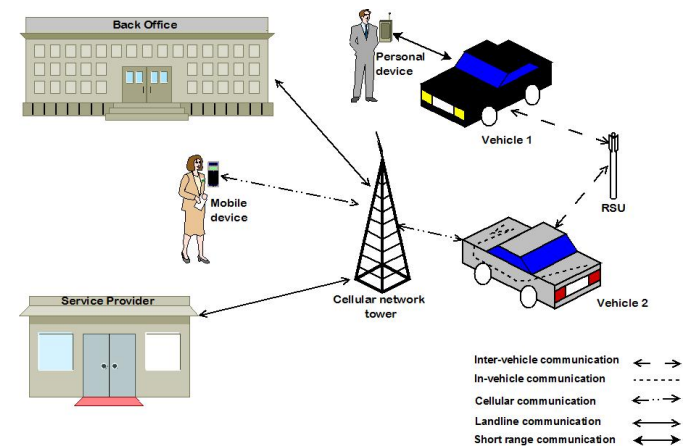 Back Office
Personal
device
Vehicle 1
Mobile
device
RSU
Service Provider
Cellular network
tower
Vehicle 2
Inter-vehicle communication
In-vehicle communication
Cellular communication
Landline communication
Short range communication